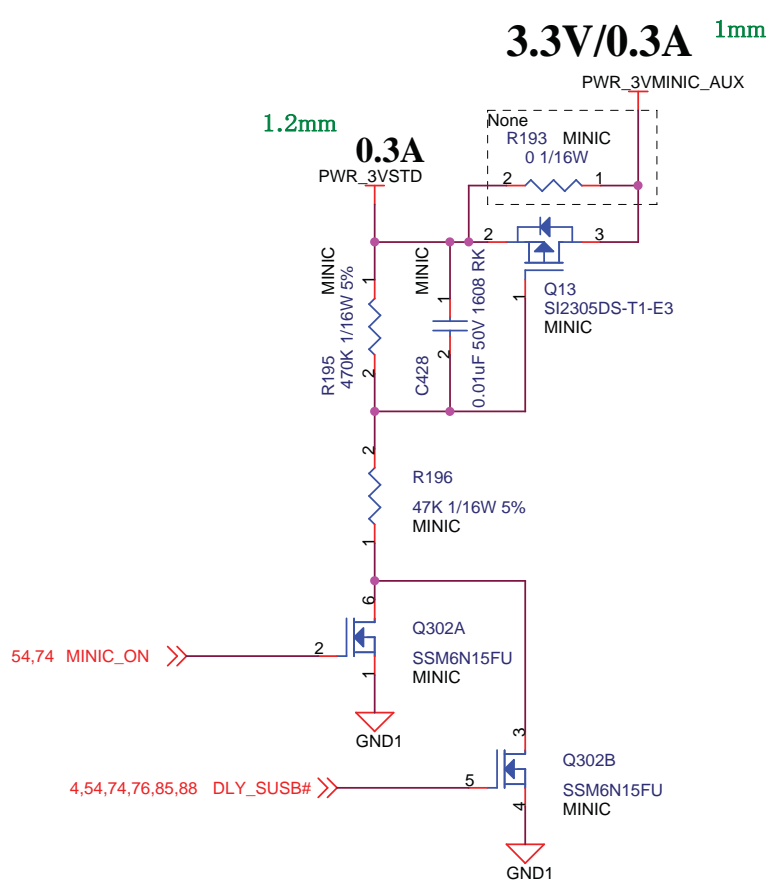 3.3V/0.3A
1mm
PWR_3VMINIC_AUX
1.2mm
0.3A
PWR_3VSTD
None
R193 MINIC
0 1/16W
2
1
2
3
1
Q13
SI2305DS-T1-E3
MINIC
MINIC
1
R195
470K 1/16W 5%
2
MINIC
1
C428
2
0.01uF 50V 1608 RK
2
R196
47K 1/16W 5%
MINIC
1
6
Q302A
SSM6N15FU
MINIC
54,74 MINIC_ON
2
1
GND1
3
Q302B
SSM6N15FU
MINIC
4,54,74,76,85,88 DLY_SUSB#
5
4
GND1